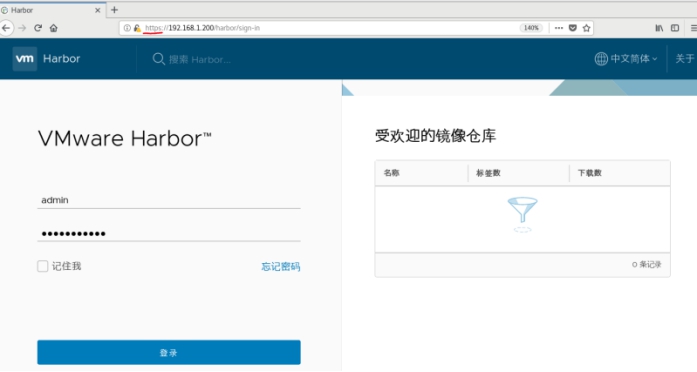 Harbor
https://192.168.1.200/harbor/sign-in
140%
vm Harbor
搜索 Harbor...
中文简体
关于
VMware Harbor™
admin
●●●●●●●●●●●
记住我
忘记密码
登录
受欢迎的镜像仓库
名称 标签数 下载数
0 条记录